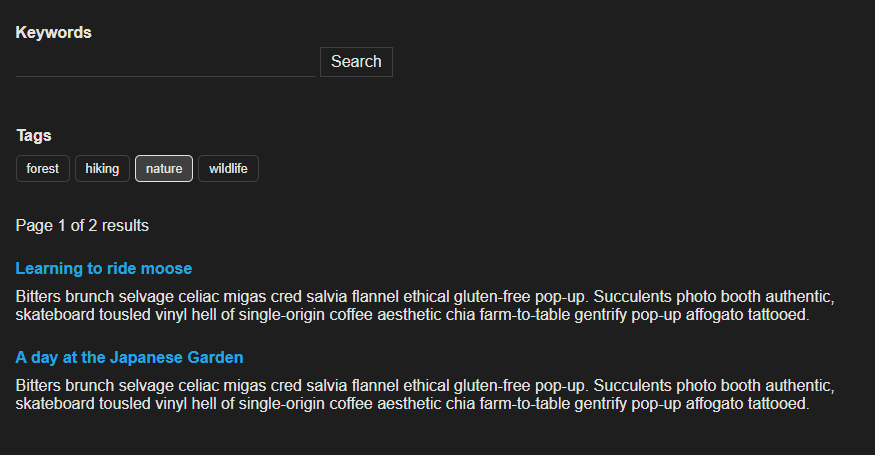 Keywords
Search
Tags
forest hiking nature wildlife
Page 1 of 2 results
Learning to ride moose
Bitters brunch selvage celiac migas cred salvia flannel ethical gluten-free pop-up. Succulents photo booth authentic,
skateboard tousled vinyl hell of single-origin coffee aesthetic chia farm-to-table gentrify pop-up affogato tattooed.
A day at the Japanese Garden
Bitters brunch selvage celiac migas cred salvia flannel ethical gluten-free pop-up. Succulents photo booth authentic,
skateboard tousled vinyl hell of single-origin coffee aesthetic chia farm-to-table gentrify pop-up affogato tattooed.